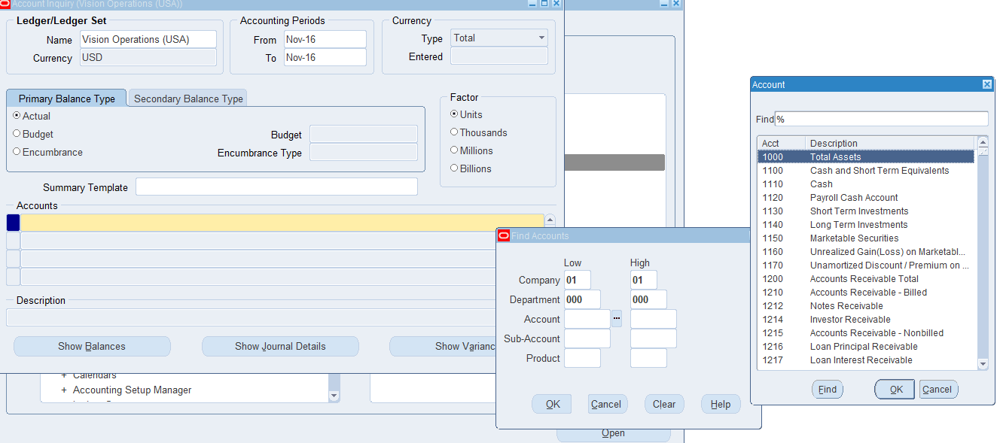 Account Inquiry (Vision Operations (USA))
Ledger/Ledger Set
Name Vision Operations (USA)
Currency USD
Accounting Periods
From Nov-16
To Nov-16
Currency
Type Total
Entered
Primary Balance Type Secondary Balance Type
Actual
Budget
Encumbrance
Budget
Encumbrance Type
Factor
Units
Thousands
Millions
Billions
Summary Template
Accounts
Description
Show Balances Show Journal Details Show Varianc
+ Calendars
+ Accounting Setup Manager
Open
Find Accounts
Low High
Company 01 01
Department 000 000
Account ...
Sub-Account
Product
OK Cancel Clear Help
Account
Find %
Acct Description
1000 Total Assets
1100 Cash and Short Term Equivalents
1110 Cash
1120 Payroll Cash Account
1130 Short Term Investments
1140 Long Term Investments
1150 Marketable Securities
1160 Unrealized Gain(Loss) on Marketabl...
1170 Unamortized Discount / Premium on ...
1200 Accounts Receivable Total
1210 Accounts Receivable - Billed
1212 Notes Receivable
1214 Investor Receivable
1215 Accounts Receivable - Nonbilled
1216 Loan Principal Receivable
1217 Loan Interest Receivable
Find OK Cancel